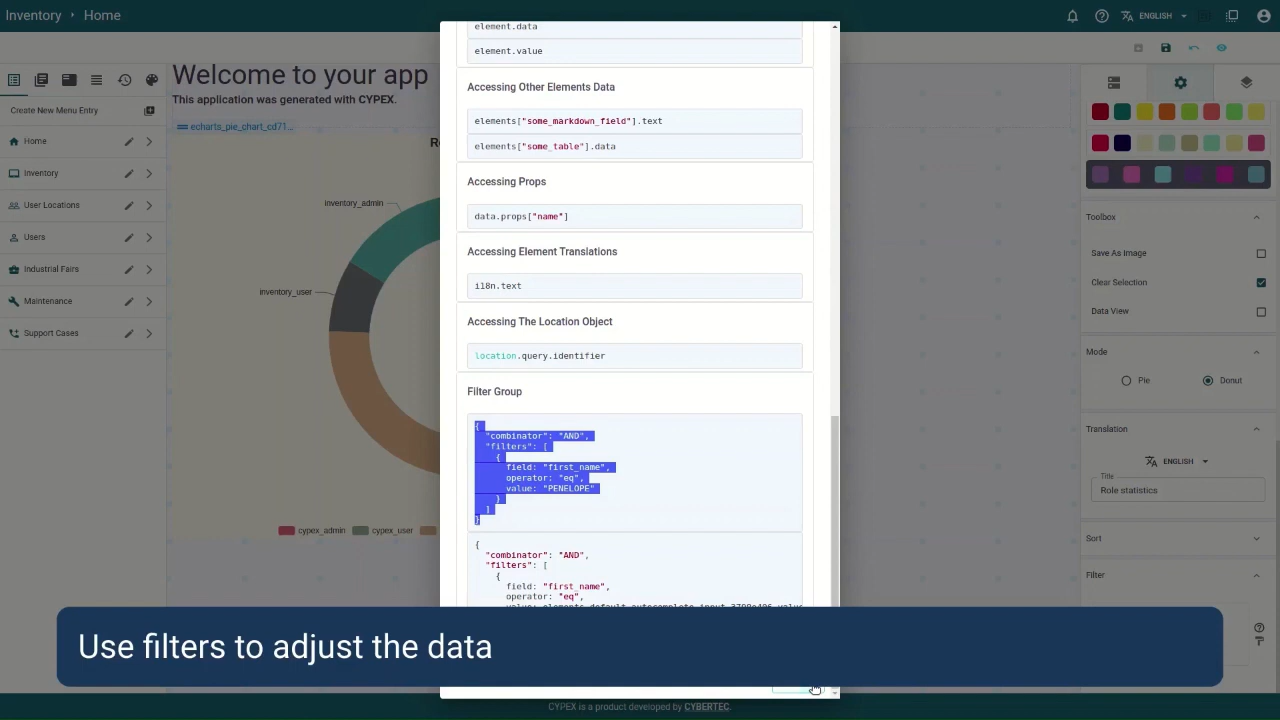 Inventory › Home
ENGLISH
Welcome to your app
This application was generated with CYPEX.
Create New Menu Entry
Home
Inventory
User Locations
Users
Industrial Fairs
Maintenance
Support Cases
echarts_pie_chart_cd71...
inventory_admin
inventory_user
cypex_admin
cypex_user
element.data
element.value
Accessing Other Elements Data
elements["some_markdown_field"].text
elements["some_table"].data
Accessing Props
data.props["name"]
Accessing Element Translations
i18n.text
Accessing The Location Object
location.query.identifier
Filter Group
{
"combinator": "AND",
"filters": [
{
field: "first_name",
operator: "eq",
value: "PENELOPE"
}
]
}
{
"combinator": "AND",
"filters": [
{
field: "first_name",
operator: "eq",
Toolbox
Save As Image
Clear Selection
Data View
Mode
Pie
Donut
Translation
ENGLISH
Title
Role statistics
Sort
Filter
Use filters to adjust the data
CYPEX is a product developed by CYBERTEC.